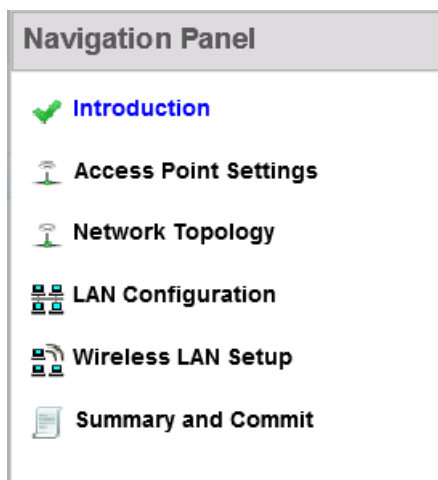 Navigation Panel
Introduction
Access Point Settings
Network Topology
LAN Configuration
Wireless LAN Setup
Summary and Commit